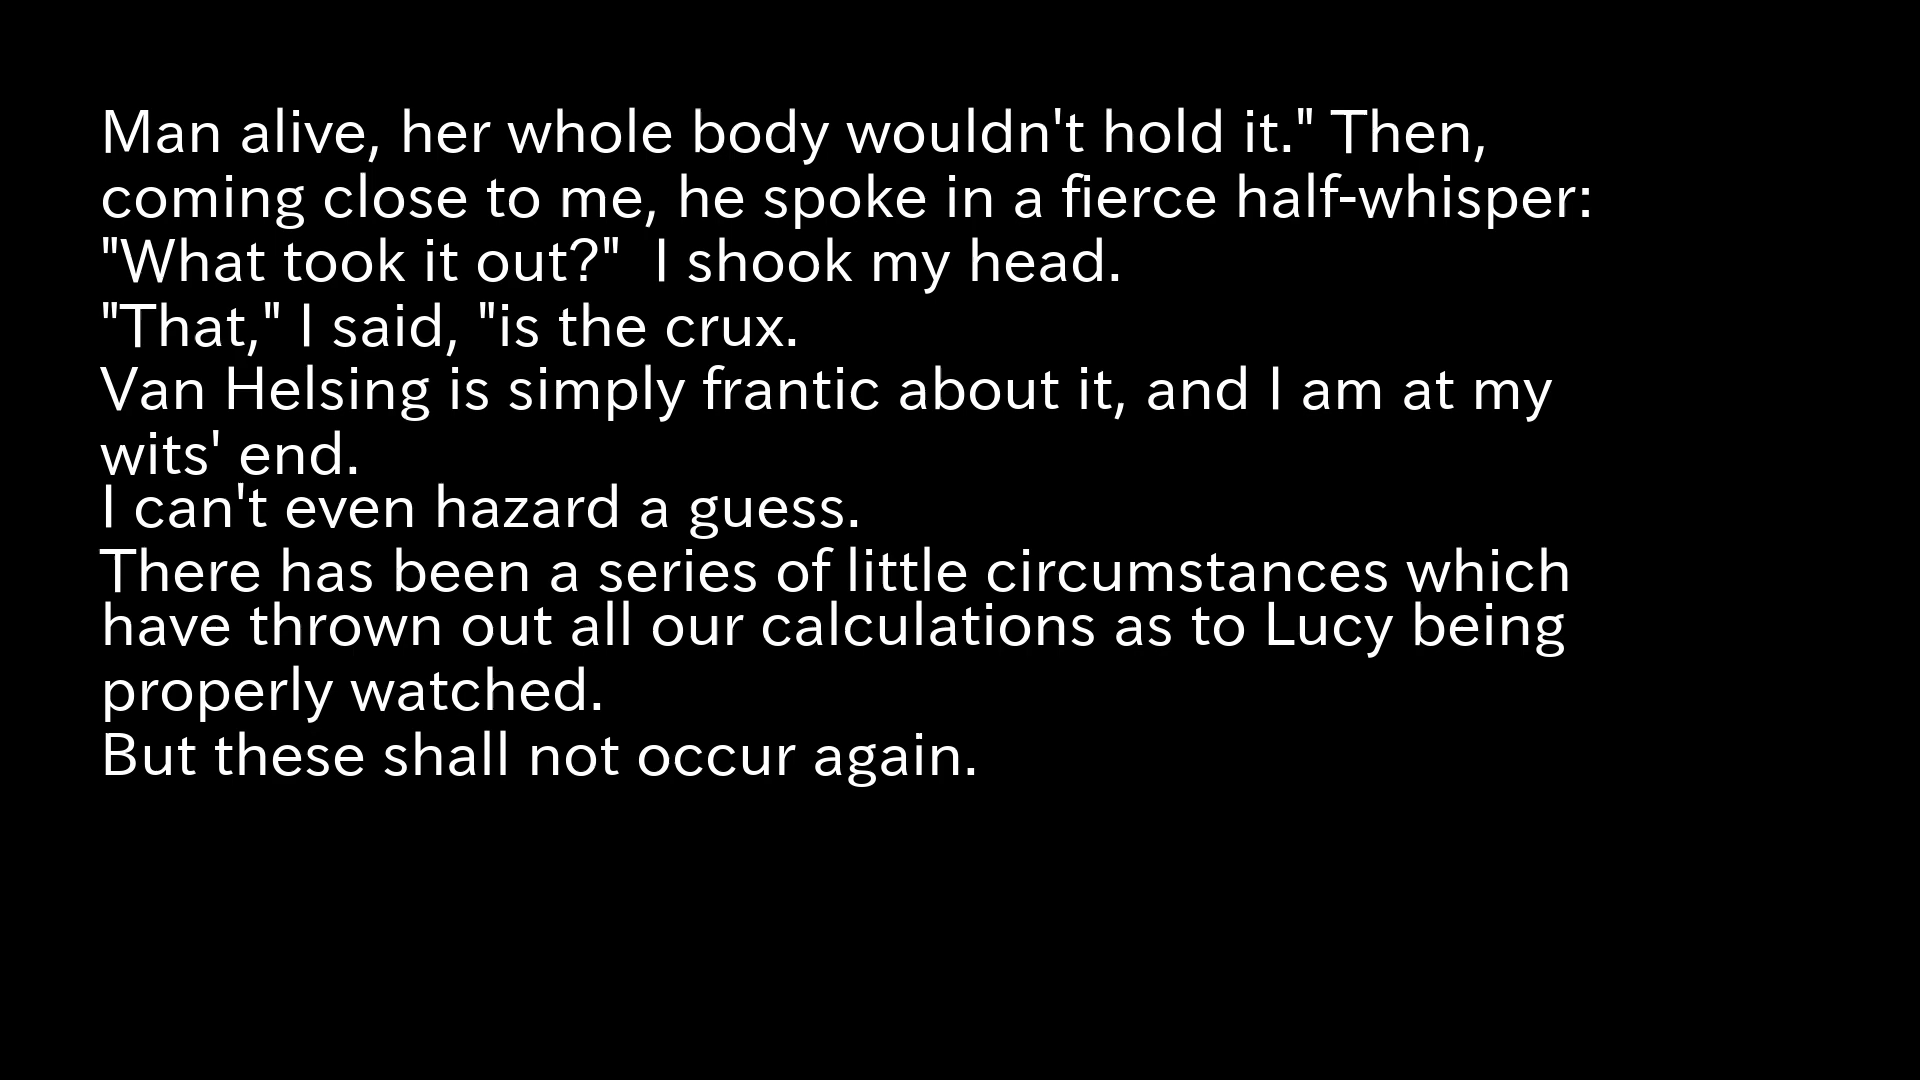 Man alive, her whole body wouldn't hold it." Then,
coming close to me, he spoke in a fierce half-whisper:
"What took it out?"  I shook my head.
"That," I said, "is the crux.
Van Helsing is simply frantic about it, and I am at my
wits' end.
I can't even hazard a guess.
There has been a series of little circumstances which
have thrown out all our calculations as to Lucy being
properly watched.
But these shall not occur again.